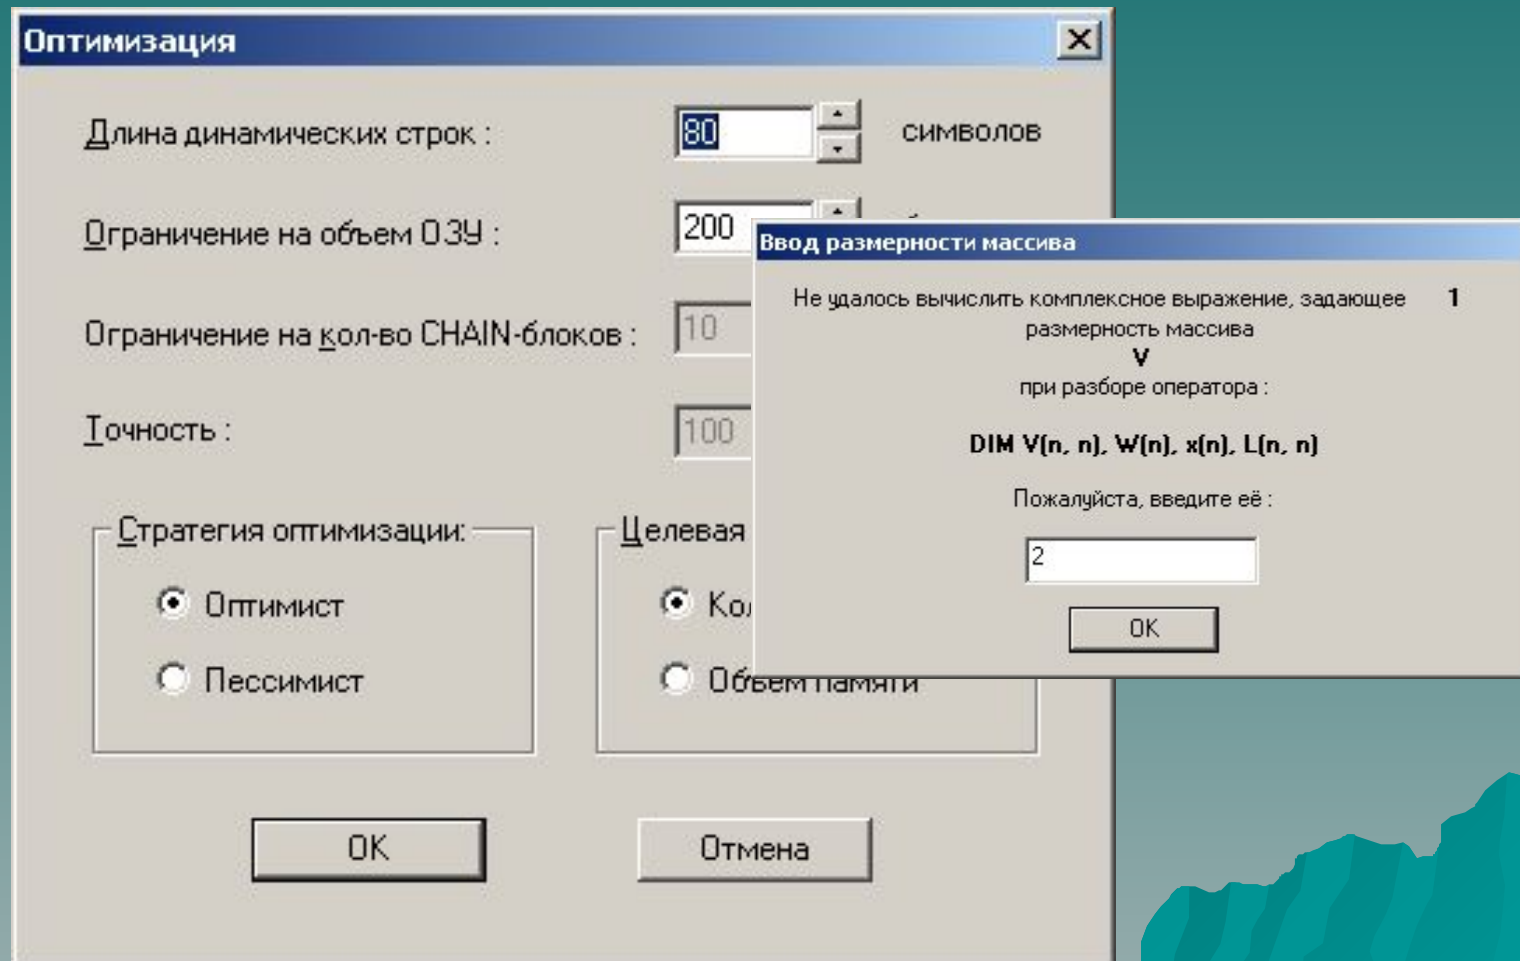 Оптимизация
Длина динамических строк :
80
символов
Ограничение на объем ОЗУ :
200
Ограничение на кол-во CHAIN-блоков :
10
Точность :
100
Стратегия оптимизации:
Оптимист
Пессимист
Целевая
Объем памяти
OK
Отмена
Ввод размерности массива
Не удалось вычислить комплексное выражение, задающее 1
размерность массива
V
при разборе оператора :
DIM V(n, n), W(n), x(n), L(n, n)
Пожалуйста, введите её :
2
OK